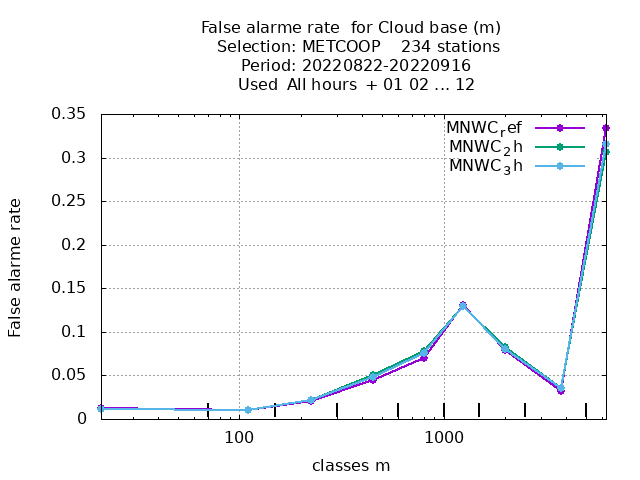 False alarme rate for Cloud base (m)
Selection: METCOOP 234 stations
Period: 20220822-20220916
Used All hours + 01 02 ... 12
0.35
0.3
0.25
0.2
0.15
0.1
0.05
0
False alarme rate
MNWC_ref
MNWC_2h
MNWC_3h
100
1000
classes m